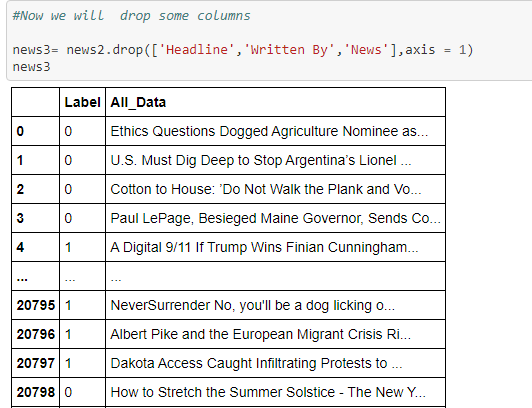 #Now we will  drop some columns
news3= news2.drop(['Headline','Written By','News'],axis = 1)
news3
Label All_Data
0 0 Ethics Questions Dogged Agriculture Nominee as...
1 0 U.S. Must Dig Deep to Stop Argentina’s Lionel ...
2 0 Cotton to House: ’Do Not Walk the Plank and Vo...
3 0 Paul LePage, Besieged Maine Governor, Sends Co...
4 1 A Digital 9/11 If Trump Wins Finian Cunningham...
... ... ...
20795 1 NeverSurrender No, you'll be a dog licking o...
20796 1 Albert Pike and the European Migrant Crisis Ri...
20797 1 Dakota Access Caught Infiltrating Protests to ...
20798 0 How to Stretch the Summer Solstice - The New Y...